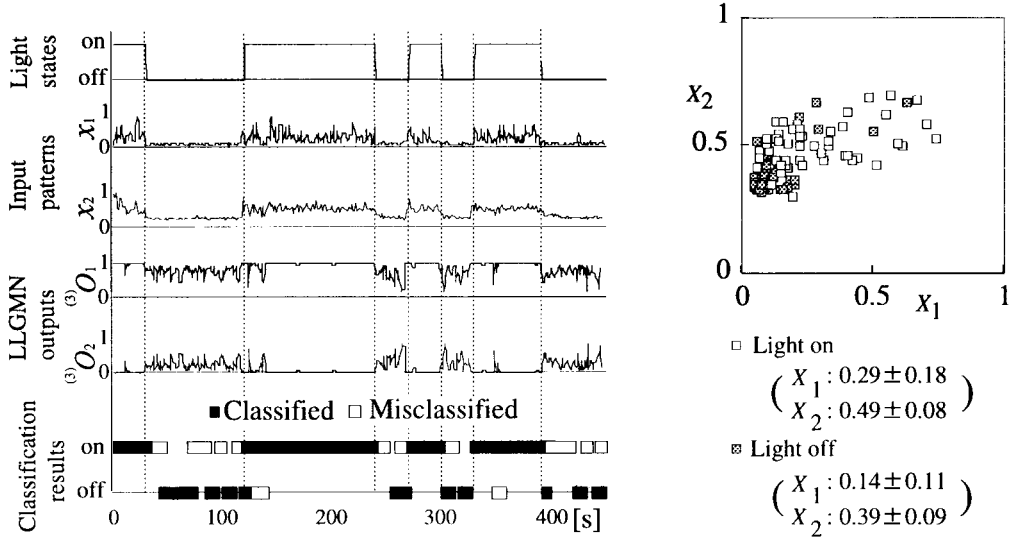 Light
states
on
off
Input
patterns
x1
1
0
x2
1
0
LLGMN
outputs
(3)O1
1
0
(3)O2
1
0
■Classified □ Misclassified
Classification
results
on
off
0 100 200 300 400 [s]
1
X2
0.5
0
0 0.5 1
X1
□ Light on
( X1 : 0.29±0.18
X2 : 0.49±0.08 )
Light off
( X1 : 0.14±0.11
X2 : 0.39±0.09 )